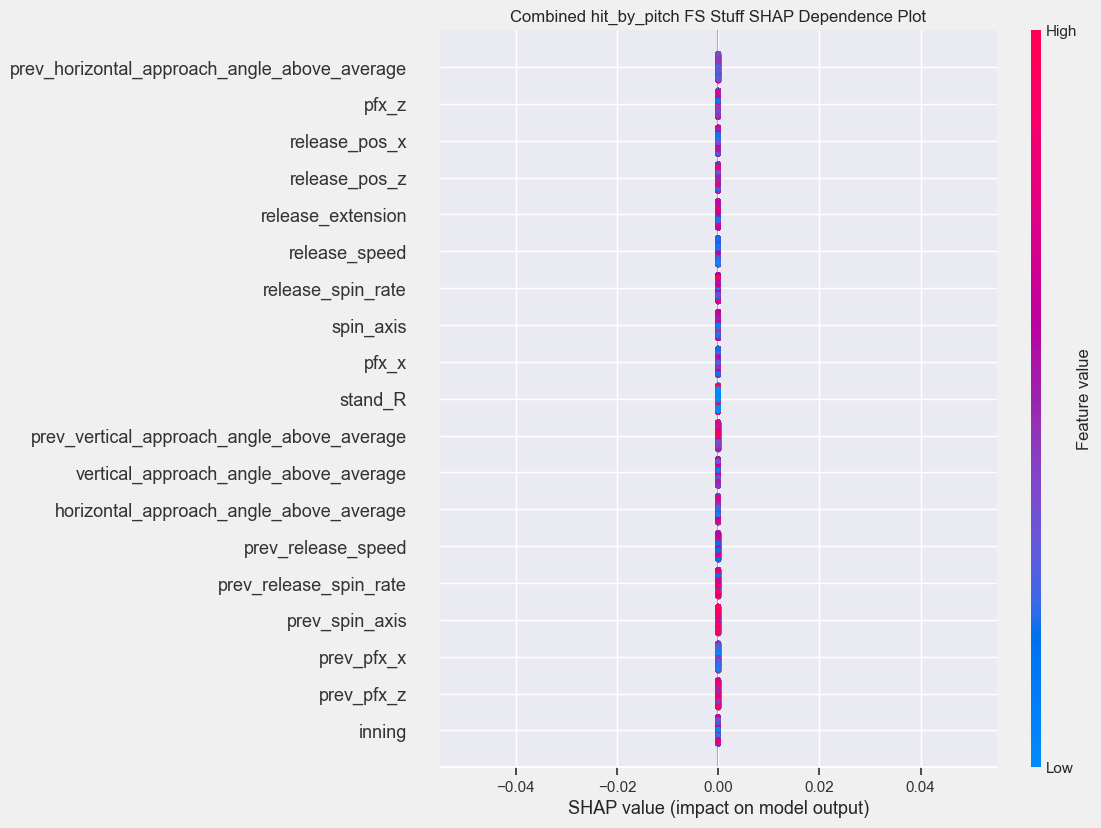 Combined hit_by_pitch FS Stuff SHAP Dependence Plot
High
prev_horizontal_approach_angle_above_average
pfx_z
release_pos_x
release_pos_z
release_extension
release_speed
release_spin_rate
spin_axis
pfx_x
stand_R
prev_vertical_approach_angle_above_average
vertical_approach_angle_above_average
horizontal_approach_angle_above_average
prev_release_speed
prev_release_spin_rate
prev_spin_axis
prev_pfx_x
prev_pfx_z
inning
Feature value
Low
−0.04 −0.02 0.00 0.02 0.04
SHAP value (impact on model output)